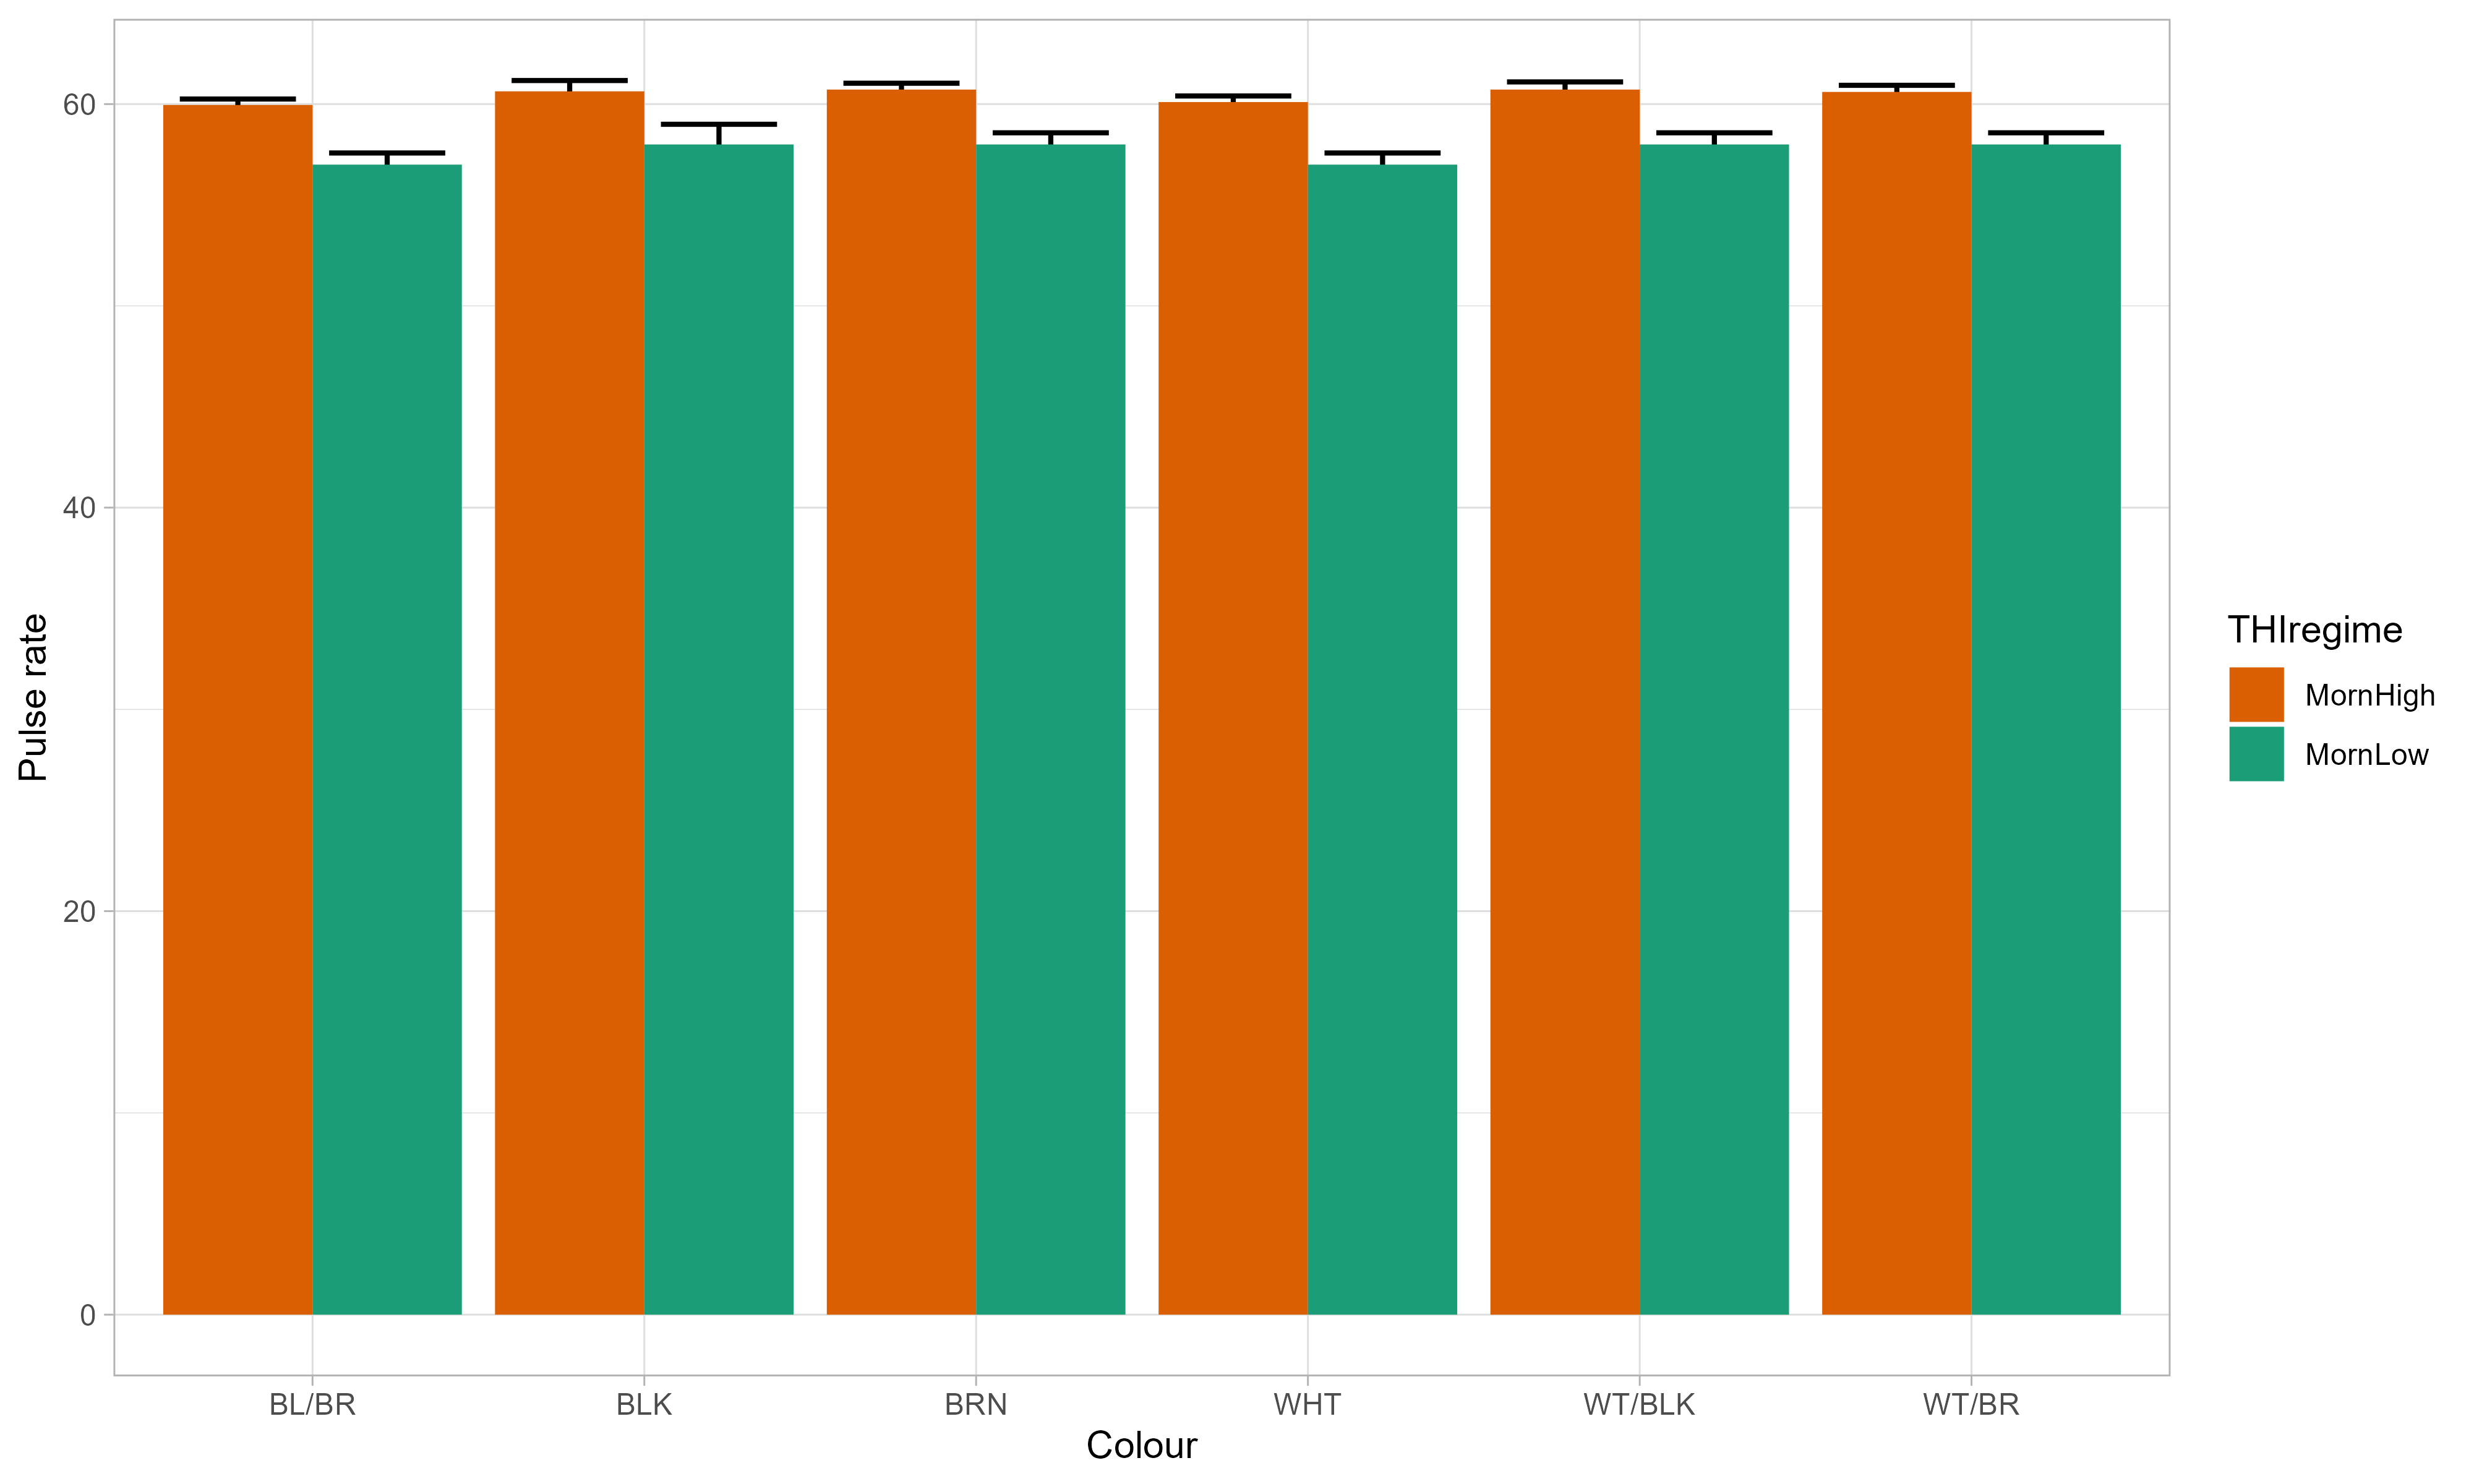 Pulse rate
60
40
20
0
BL/BR
BLK
BRN
WHT
WT/BLK
WT/BR
Colour
THIregime
MornHigh
MornLow